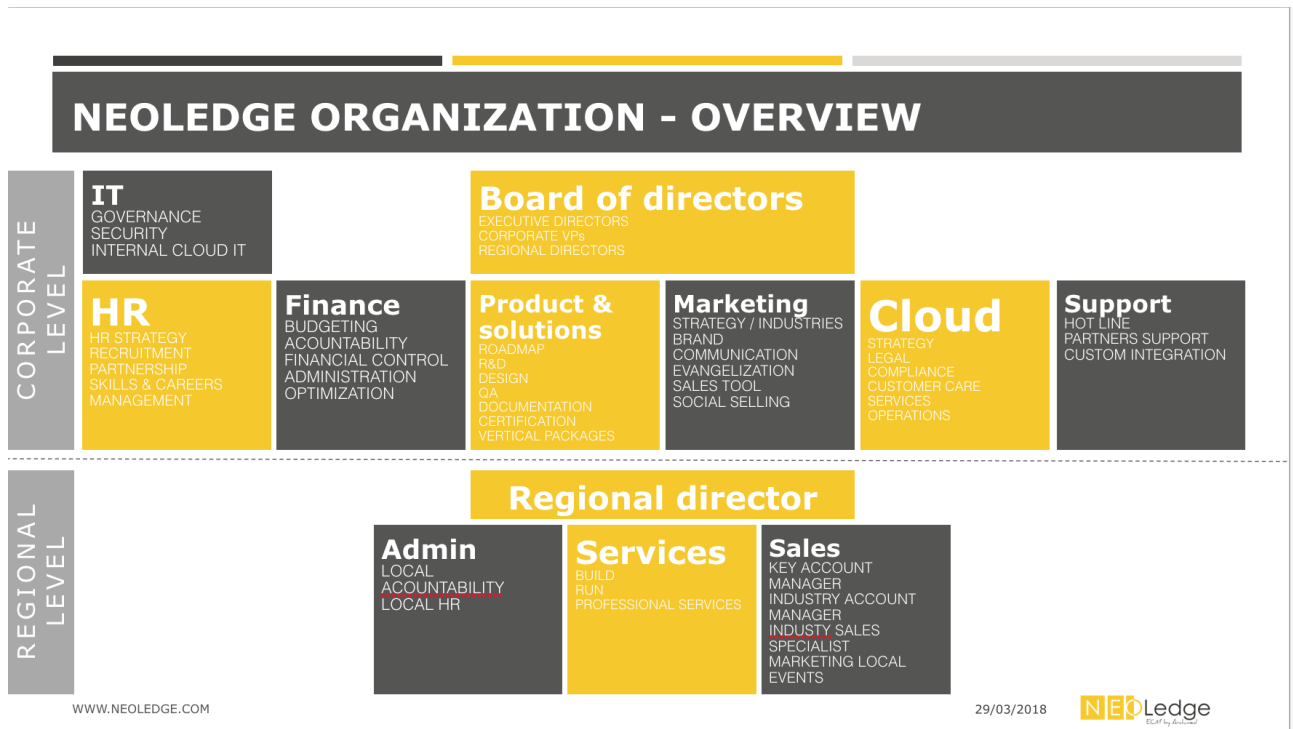 NEOLEDGE ORGANIZATION - OVERVIEW
CORPORATE
LEVEL
IT
GOVERNANCE
SECURITY
INTERNAL CLOUD IT
Board of directors
EXECUTIVE DIRECTORS
CORPORATE VPs
REGIONAL DIRECTORS
HR
HR STRATEGY
RECRUITMENT
PARTNERSHIP
SKILLS & CAREERS
MANAGEMENT
Finance
BUDGETING
ACOUNTABILITY
FINANCIAL CONTROL
ADMINISTRATION
OPTIMIZATION
Product &
solutions
ROADMAP
R&D
DESIGN
QA
DOCUMENTATION
CERTIFICATION
VERTICAL PACKAGES
Marketing
STRATEGY / INDUSTRIES
BRAND
COMMUNICATION
EVANGELIZATION
SALES TOOL
SOCIAL SELLING
Cloud
STRATEGY
LEGAL
COMPLIANCE
CUSTOMER CARE
SERVICES
OPERATIONS
Support
HOT LINE
PARTNERS SUPPORT
CUSTOM INTEGRATION
REGIONAL
LEVEL
Regional director
Admin
LOCAL
ACOUNTABILITY
LOCAL HR
Services
BUILD
RUN
PROFESSIONAL SERVICES
Sales
KEY ACCOUNT
MANAGER
INDUSTRY ACCOUNT
MANAGER
INDUSTY SALES
SPECIALIST
MARKETING LOCAL
EVENTS
WWW.NEOLEDGE.COM
29/03/2018
NEOLedge
ECM by